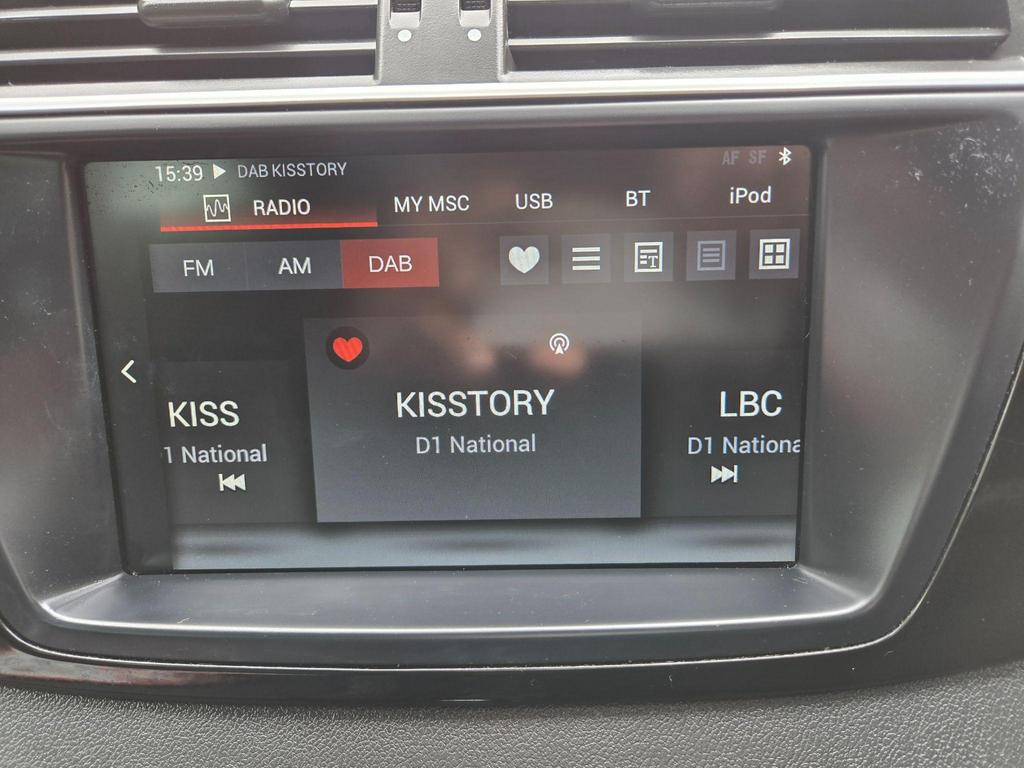 15:39 DAB KISSTORY AF SF
RADIO MY MSC USB BT iPod
FM AM DAB
KISS KISSTORY LBC
1 National D1 National D1 Nationa